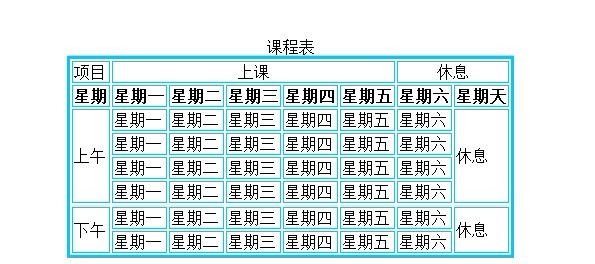 课程表
项目 上课 休息
星期 星期一 星期二 星期三 星期四 星期五 星期六 星期天
上午 星期一 星期二 星期三 星期四 星期五 星期六 休息
星期一 星期二 星期三 星期四 星期五 星期六
星期一 星期二 星期三 星期四 星期五 星期六
星期一 星期二 星期三 星期四 星期五 星期六
下午 星期一 星期二 星期三 星期四 星期五 星期六 休息
星期一 星期二 星期三 星期四 星期五 星期六